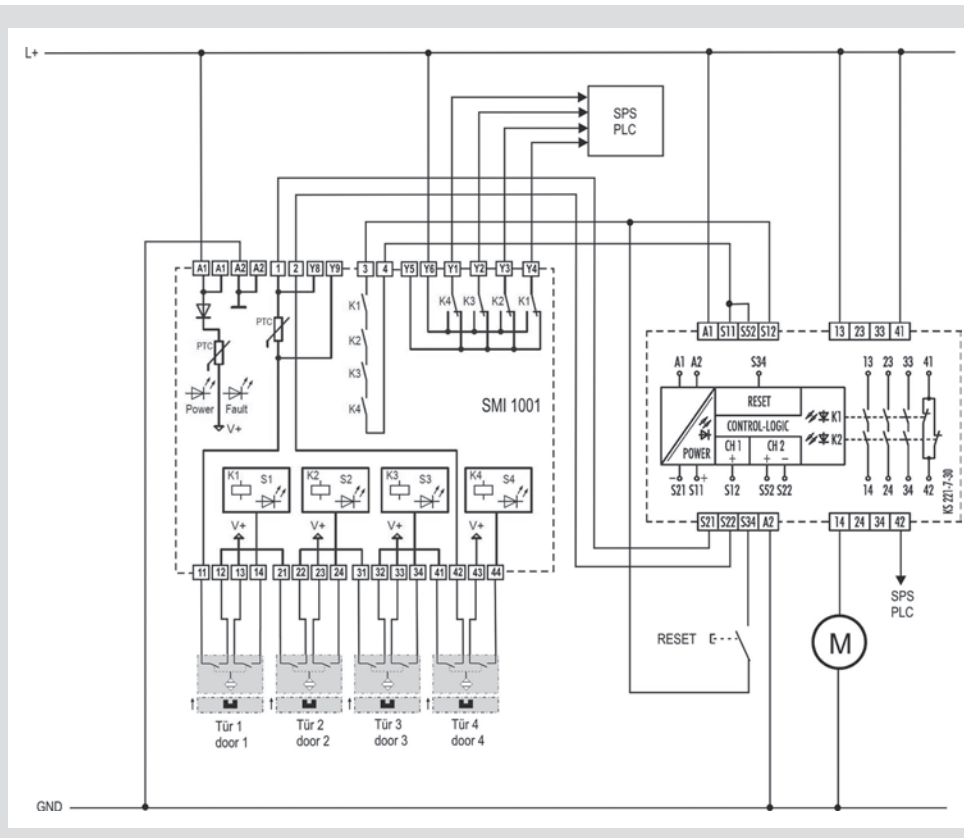 L+
SPS
PLC
A1 A1 A2 A2 1 2 Y8 Y9 3 4 Y5 Y6 Y1 Y2 Y3 Y4
K1
K2
K3
K4
K4 K3 K2 K1
PTC
PTC
Power Fault
V+
SMI 1001
K1 S1 K2 S2 K3 S3 K4 S4
V+ V+ V+ V+
11 12 13 14 21 22 23 24 31 32 33 34 41 42 43 44
Tür 1
door 1
Tür 2
door 2
Tür 3
door 3
Tür 4
door 4
A1 S11 S52 S12 13 23 33 41
A1 A2 S34 13 23 33 41
RESET
CONTROL-LOGIC
K1
K2
POWER
CH 1
+
CH 2
+ -
- S21 S11 + S12 S52 S22 14 24 34 42
KS 221-7-30
S21 S22 S34 A2 14 24 34 42
RESET
SPS
PLC
M
GND